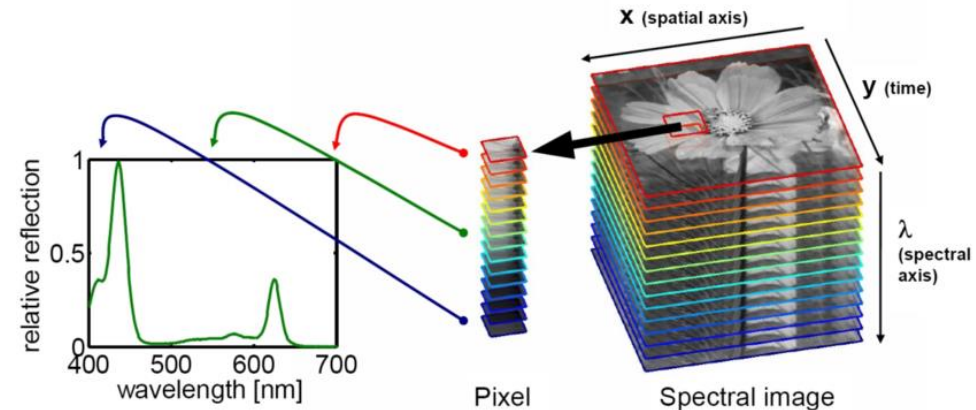 x (spatial axis)
y (time)
λ
(spectral
axis)
relative reflection
1
0.5
0
400 500 600 700
wavelength [nm]
Pixel
Spectral image